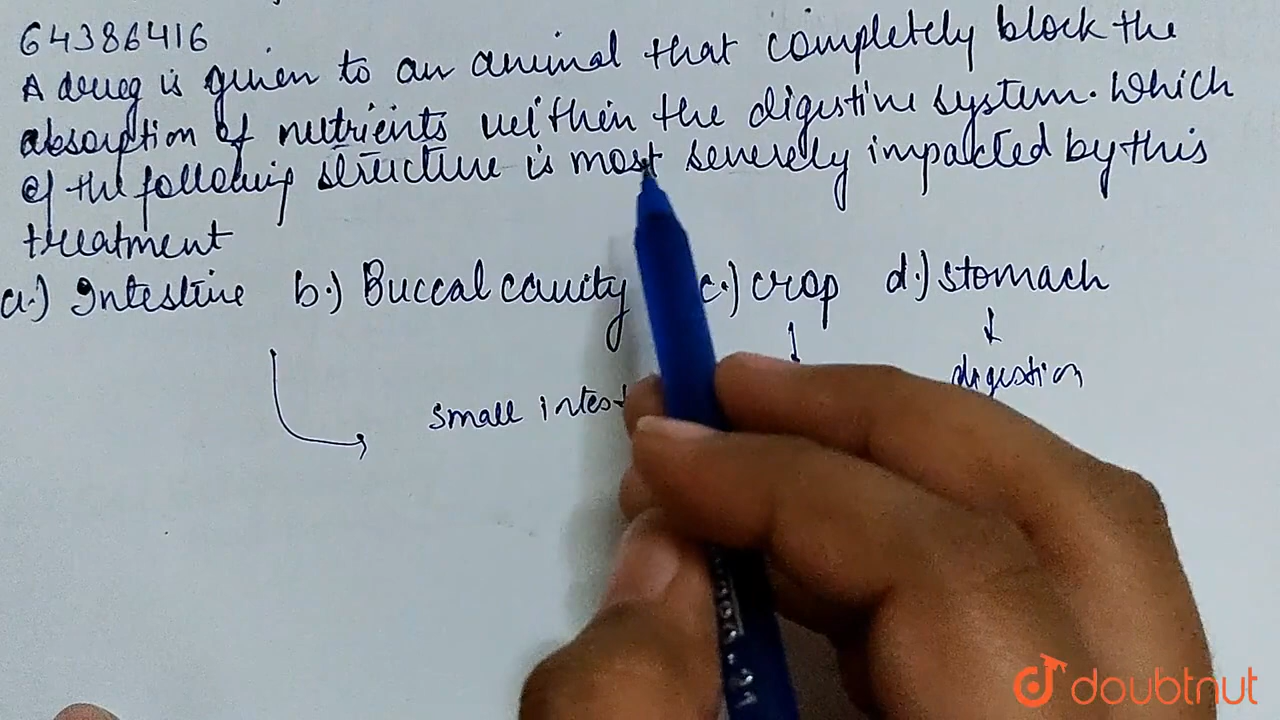 64386416
A drug is given to an animal that completely block the
absorption of nutrients within the digestive system. Which
of the following structure is most severely impacted by this
treatment
a.) Intestine b.) Buccal cavity c.) crop d.) stomach
digestion
small intest
doubtnut